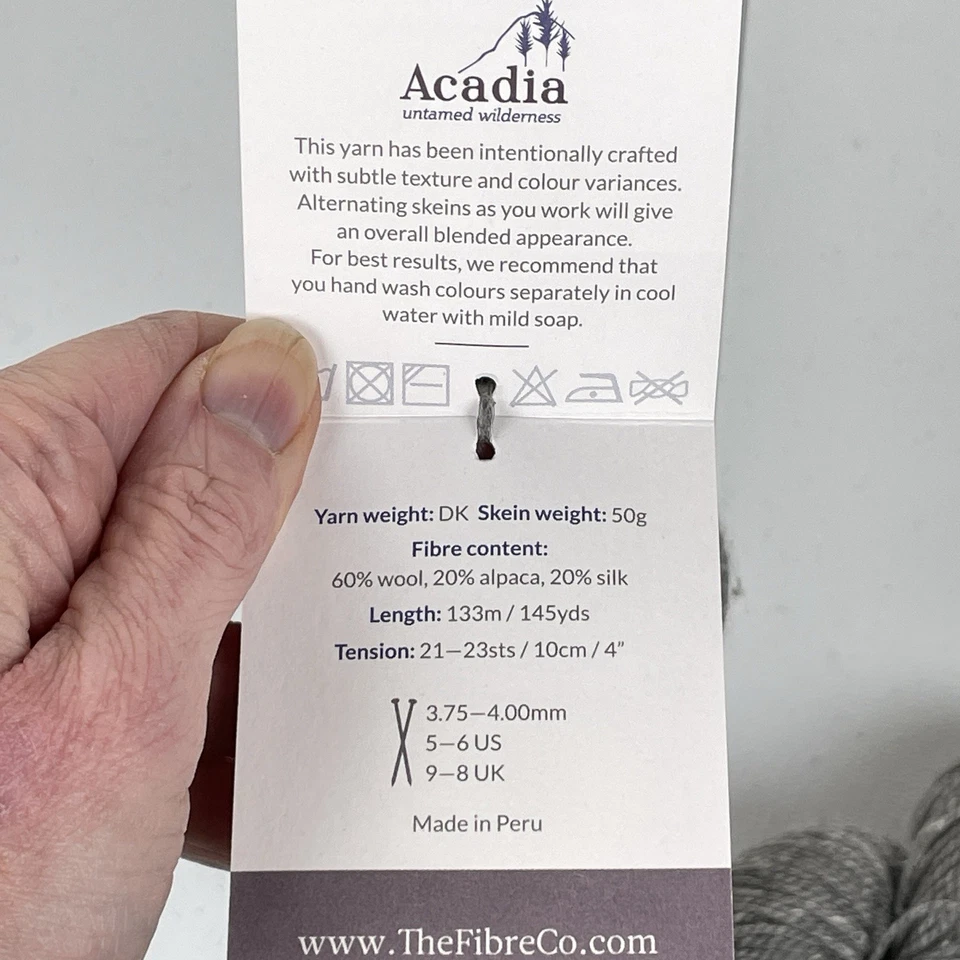 Acadia
untamed wilderness
This yarn has been intentionally crafted
with subtle texture and colour variances.
Alternating skeins as you work will give
an overall blended appearance.
For best results, we recommend that
you hand wash colours separately in cool
water with mild soap.
Yarn weight: DK Skein weight: 50g
Fibre content:
60% wool, 20% alpaca, 20% silk
Length: 133m / 145yds
Tension: 21—23sts / 10cm / 4”
3.75—4.00mm
5—6 US
9—8 UK
Made in Peru
www.TheFibreCo.com